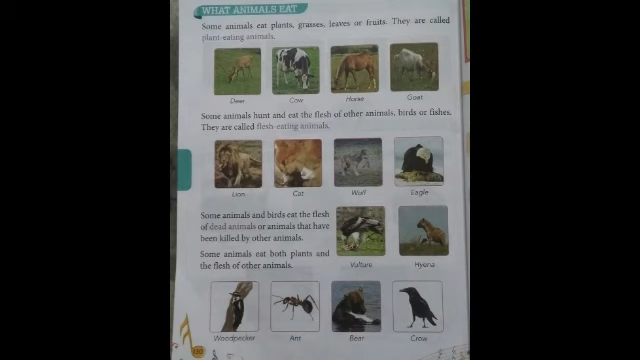 WHAT ANIMALS EAT
Some animals eat plants, grasses, leaves or fruits. They are called
plant-eating animals.
Deer Cow Horse Goat
Some animals hunt and eat the flesh of other animals, birds or fishes.
They are called flesh-eating animals.
Lion Cat Wolf Eagle
Some animals and birds eat the flesh
of dead animals or animals that have
been killed by other animals.
Some animals eat both plants and
the flesh of other animals.
Vulture Hyena
Woodpecker Ant Bear Crow